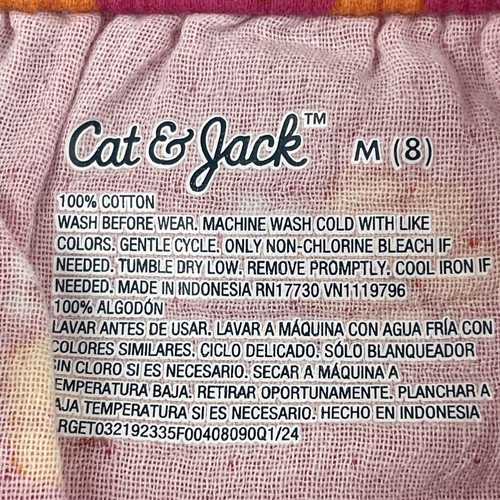 Cat & Jack™ M (8)
100% COTTON
WASH BEFORE WEAR. MACHINE WASH COLD WITH LIKE
COLORS. GENTLE CYCLE. ONLY NON-CHLORINE BLEACH IF
NEEDED. TUMBLE DRY LOW. REMOVE PROMPTLY. COOL IRON IF
NEEDED. MADE IN INDONESIA RN17730 VN1119796
100% ALGODÓN
LAVAR ANTES DE USAR. LAVAR A MÁQUINA CON AGUA FRÍA CON
COLORES SIMILARES. CICLO DELICADO. SÓLO BLANQUEADOR
SIN CLORO SI ES NECESARIO. SECAR A MÁQUINA A
TEMPERATURA BAJA. RETIRAR OPORTUNAMENTE. PLANCHAR A
BAJA TEMPERATURA SI ES NECESARIO. HECHO EN INDONESIA
RGET032192335F00408090Q1/24